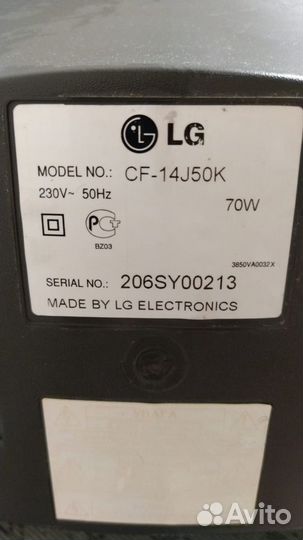 LG
MODEL NO.: CF-14J50K
230V~ 50Hz
70W
BZ03
3850VA0032X
SERIAL NO.: 206SY00213
MADE BY LG ELECTRONICS
Avito